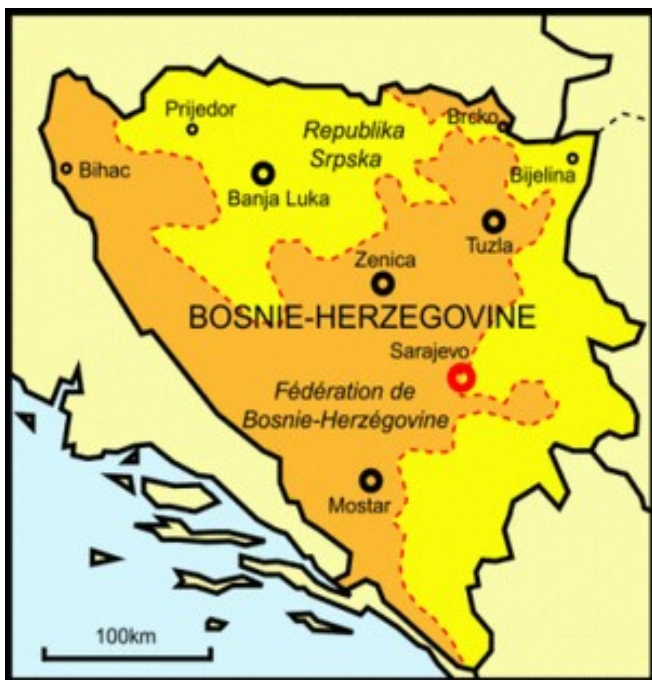 Prijedor
Republika
Srpska
Brcko
Bihac
Banja Luka
Bijelina
Tuzla
Zenica
BOSNIE-HERZEGOVINE
Sarajevo
Fédération de
Bosnie-Herzégovine
Mostar
100km